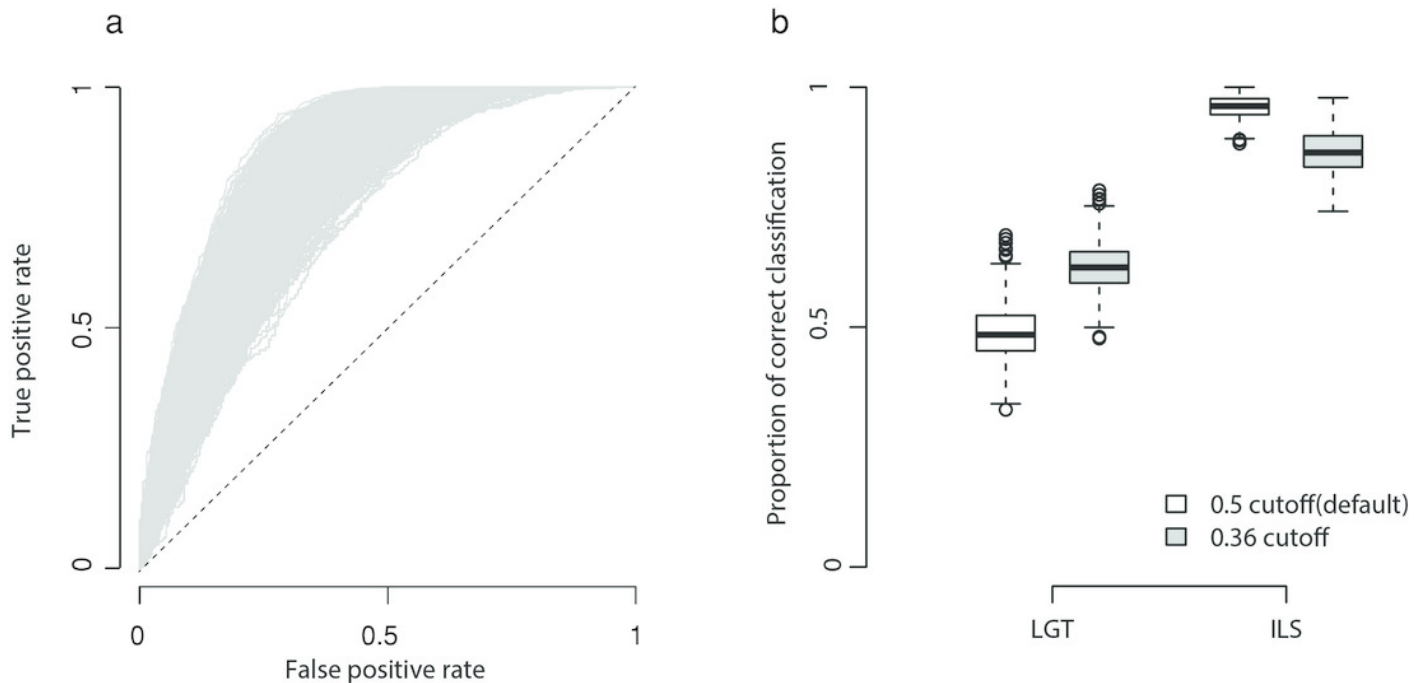 a
1
0.5
0
True positive rate
0
0.5
1
False positive rate
b
1
0.5
0
Proportion of correct classification
0.5 cutoff(default)
0.36 cutoff
LGT
ILS